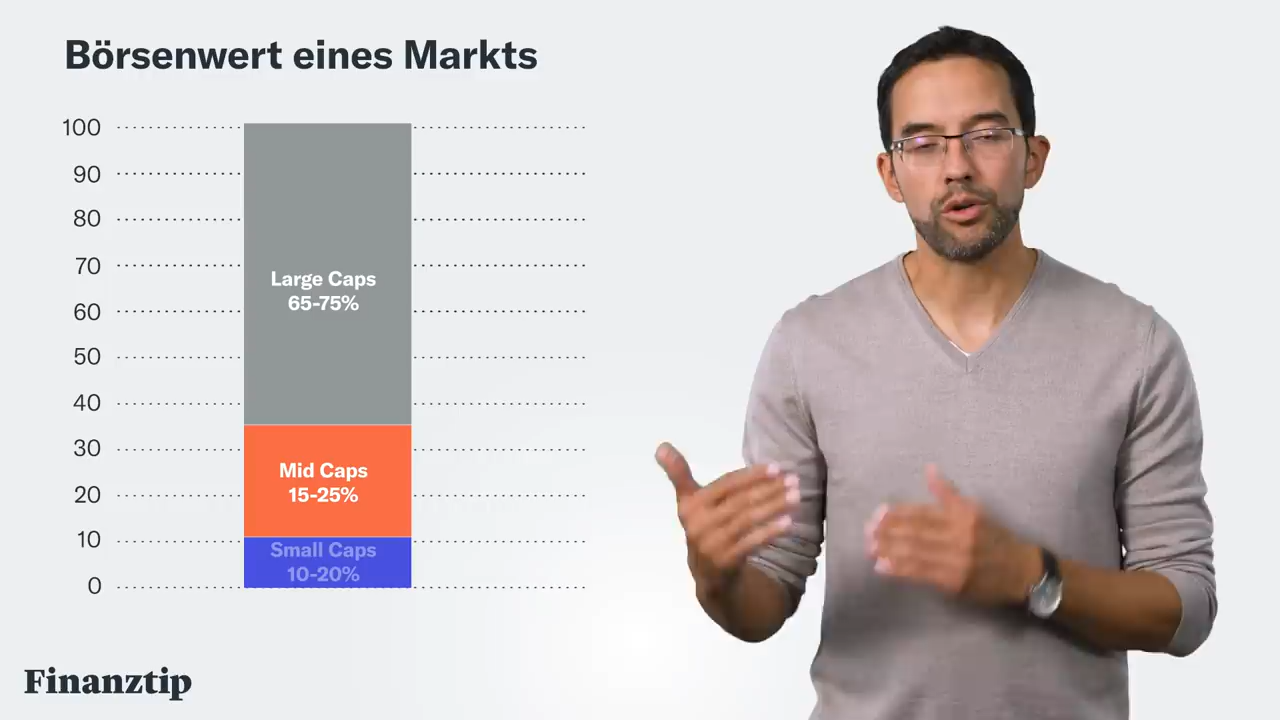 Börsenwert eines Markts
100
90
80
70
60
50
40
30
20
10
0
Large Caps
65-75%
Mid Caps
15-25%
Small Caps
10-20%
Finanztip